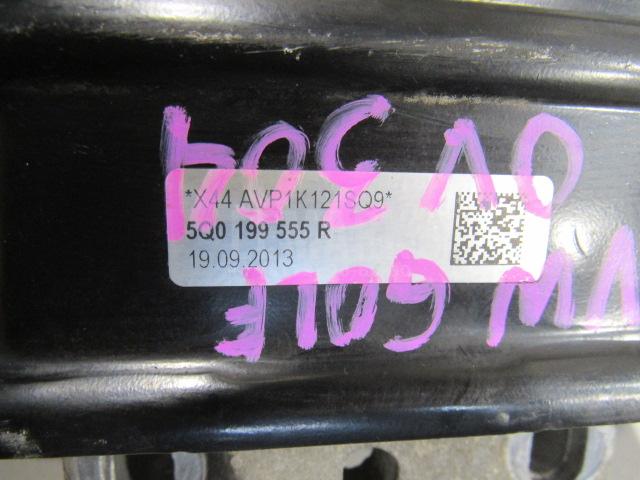 *X44 AVP1K121SQ9*
5Q0 199 555 R
19.09.2013
VW GOLF